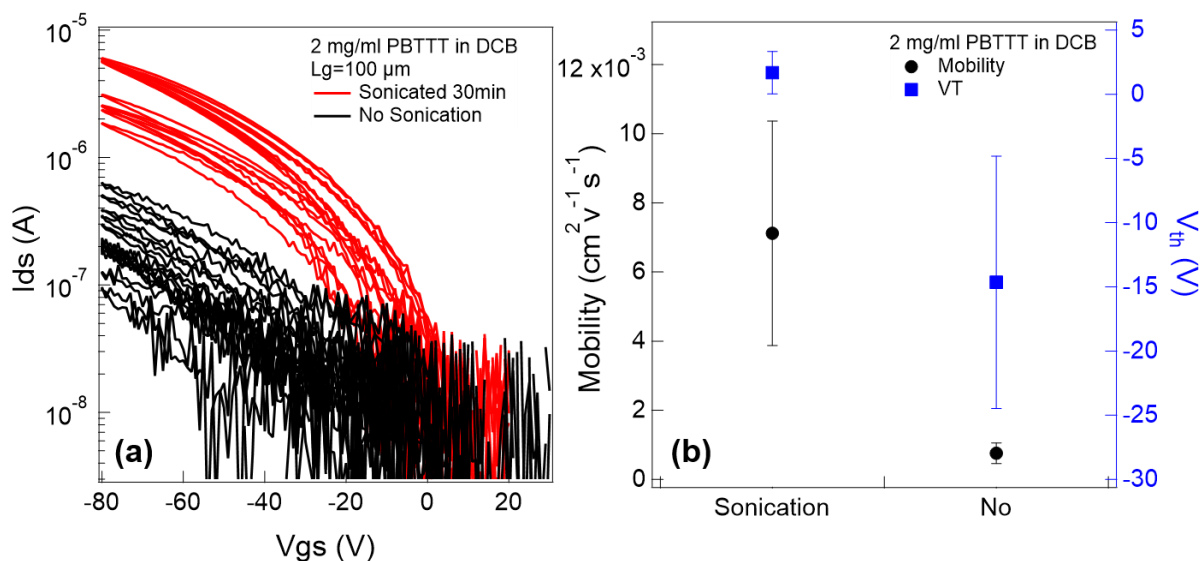 10⁻⁵
10⁻⁶
10⁻⁷
10⁻⁸
Ids (A)
2 mg/ml PBTTT in DCB
Lg=100 µm
Sonicated 30min
No Sonication
(a)
-80
-60
-40
-20
0
20
Vgs (V)
12 x10⁻³
10
8
6
4
2
0
Mobility (cm² v⁻¹ s⁻¹)
2 mg/ml PBTTT in DCB
Mobility
VT
(b)
Sonication
No
5
0
-5
-10
-15
-20
-25
-30
V_th (V)